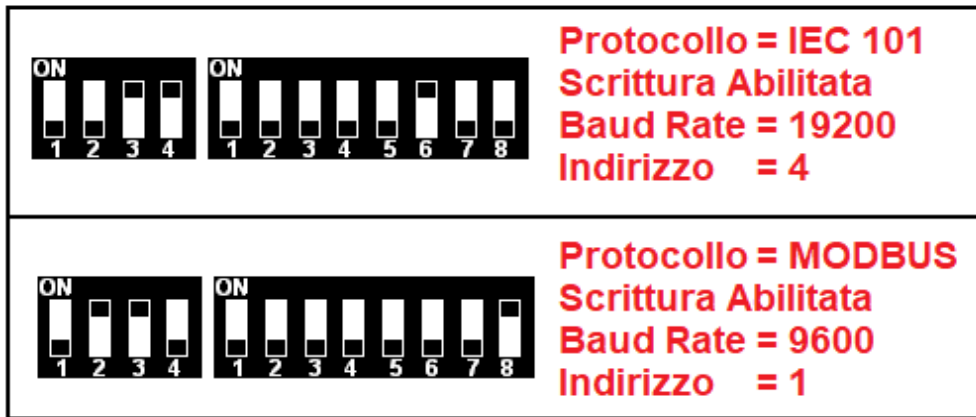 ON ON
1 2 3 4 1 2 3 4 5 6 7 8
Protocollo = IEC 101
Scrittura Abilitata
Baud Rate = 19200
Indirizzo = 4
ON ON
1 2 3 4 1 2 3 4 5 6 7 8
Protocollo = MODBUS
Scrittura Abilitata
Baud Rate = 9600
Indirizzo = 1